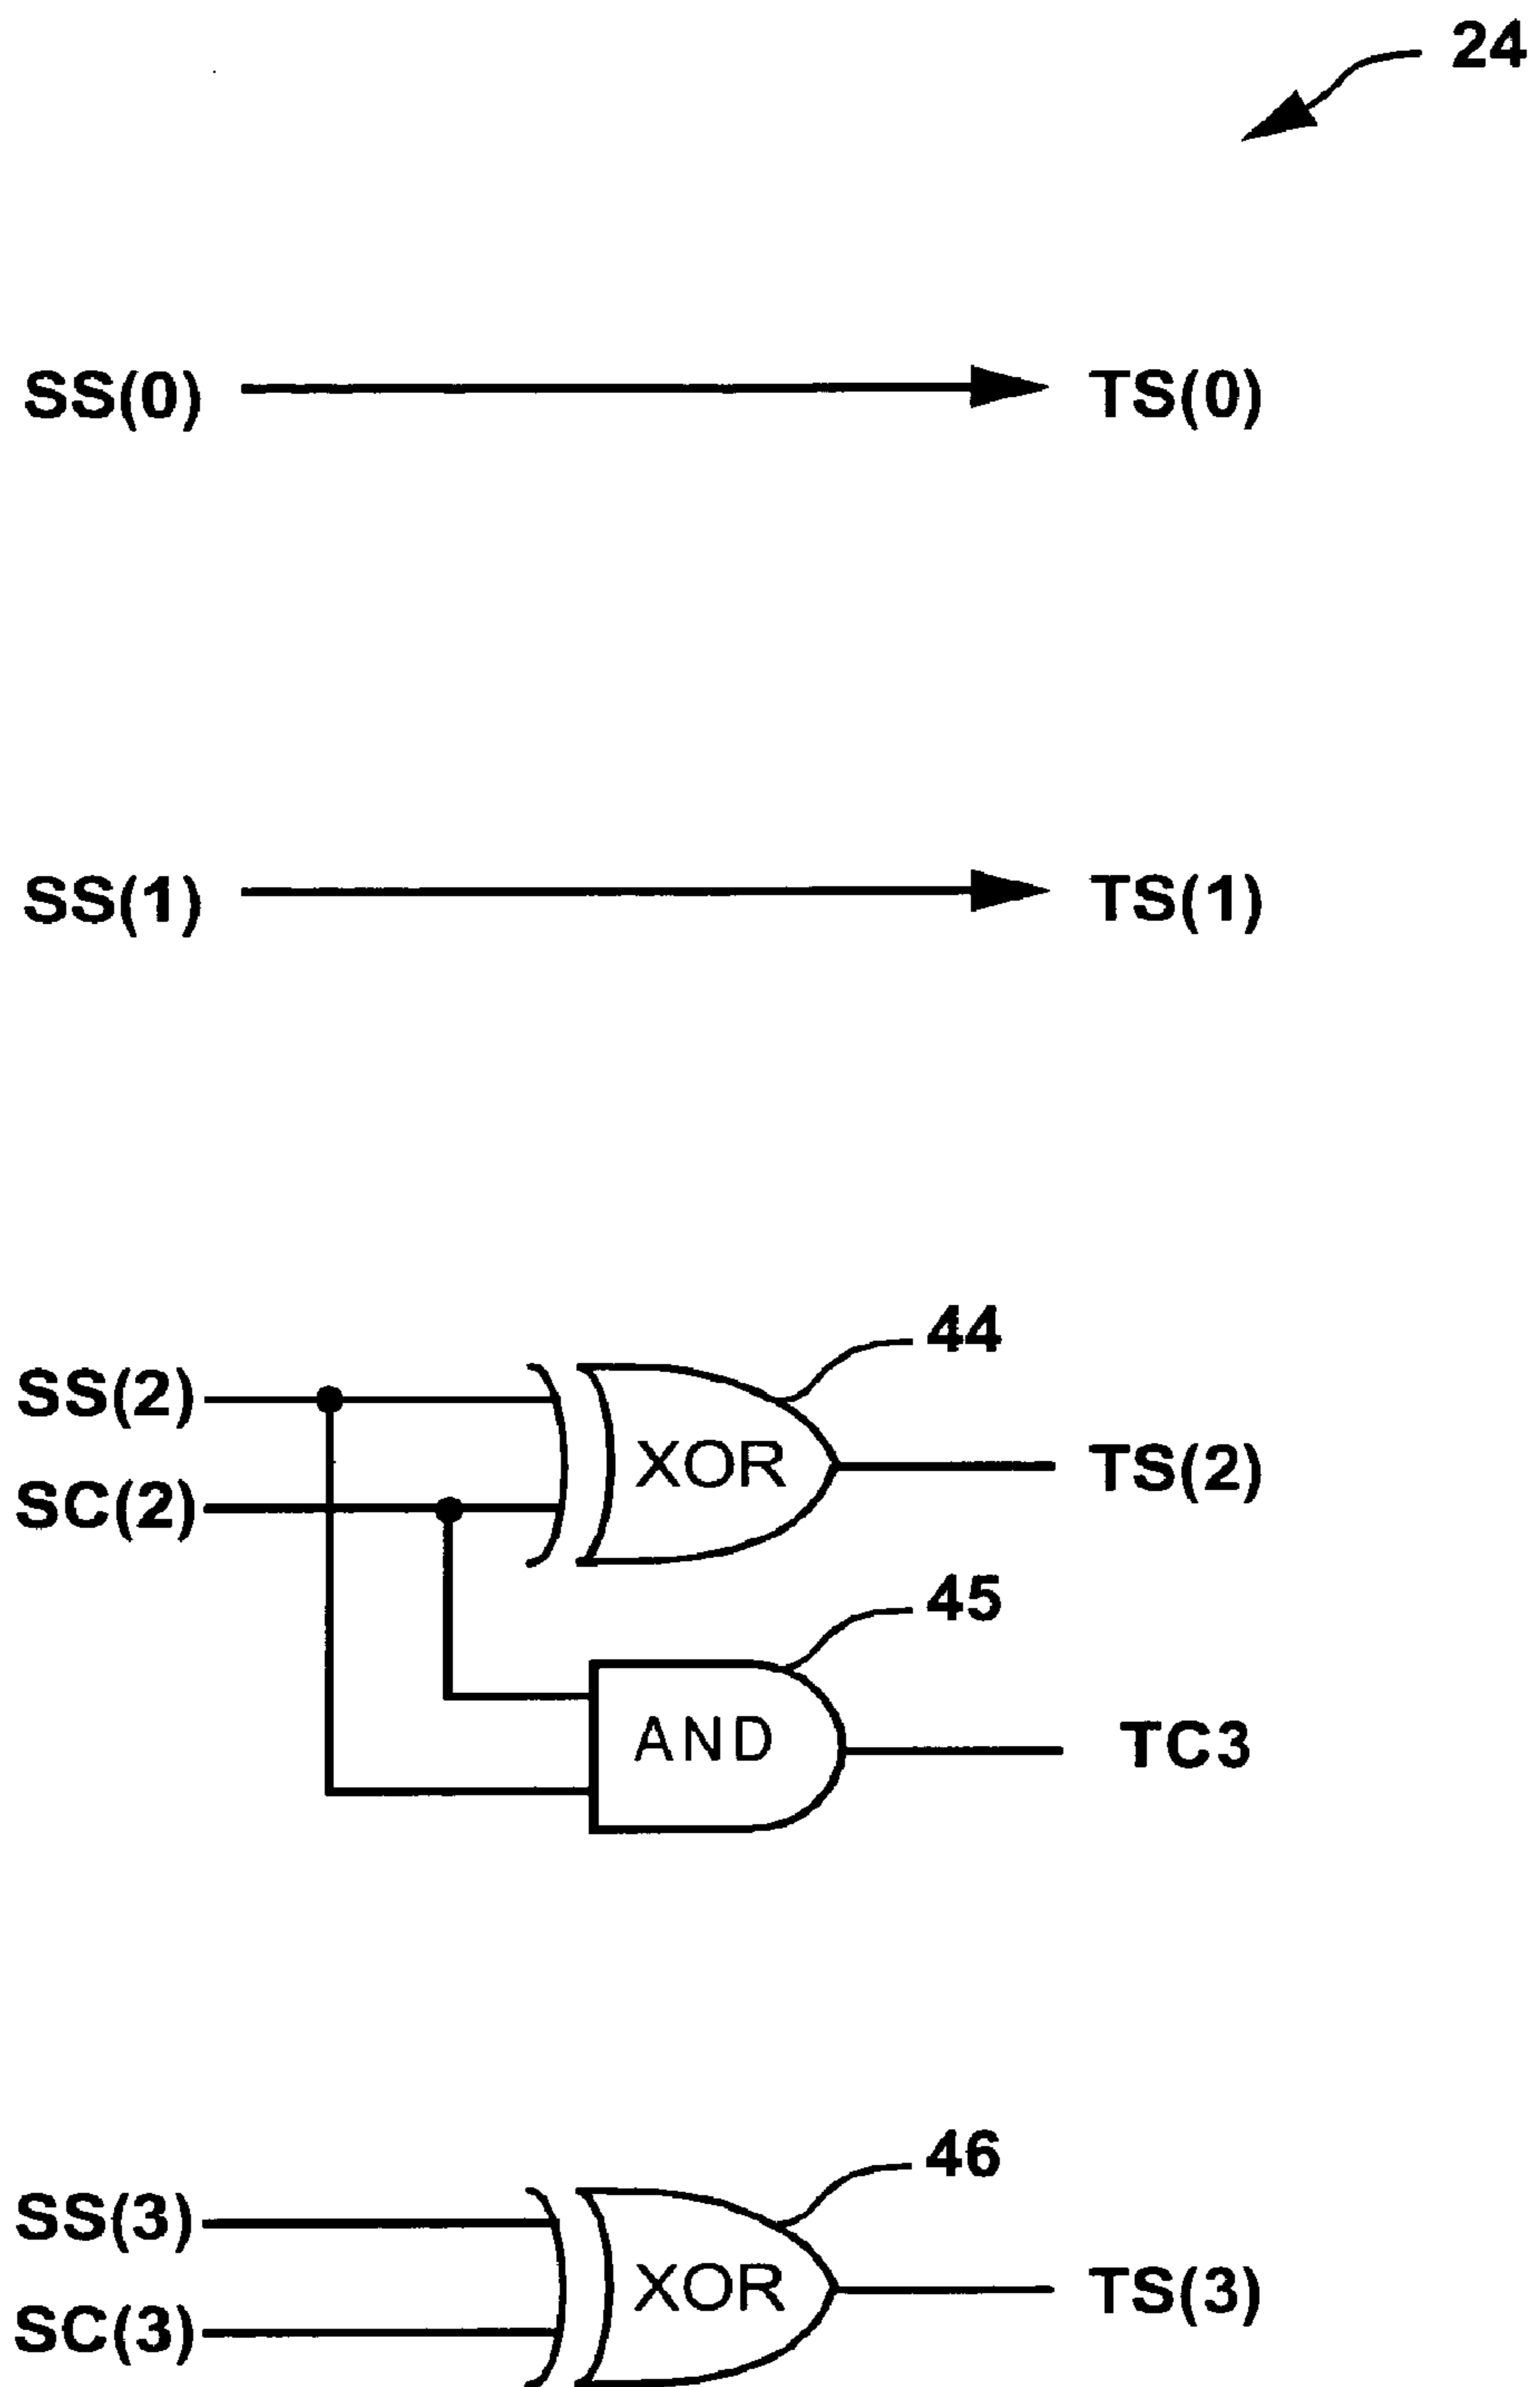 24
SS(0) TS(0)
SS(1) TS(1)
44
SS(2)
XOR TS(2)
SC(2)
45
AND TC3
46
SS(3)
XOR TS(3)
SC(3)